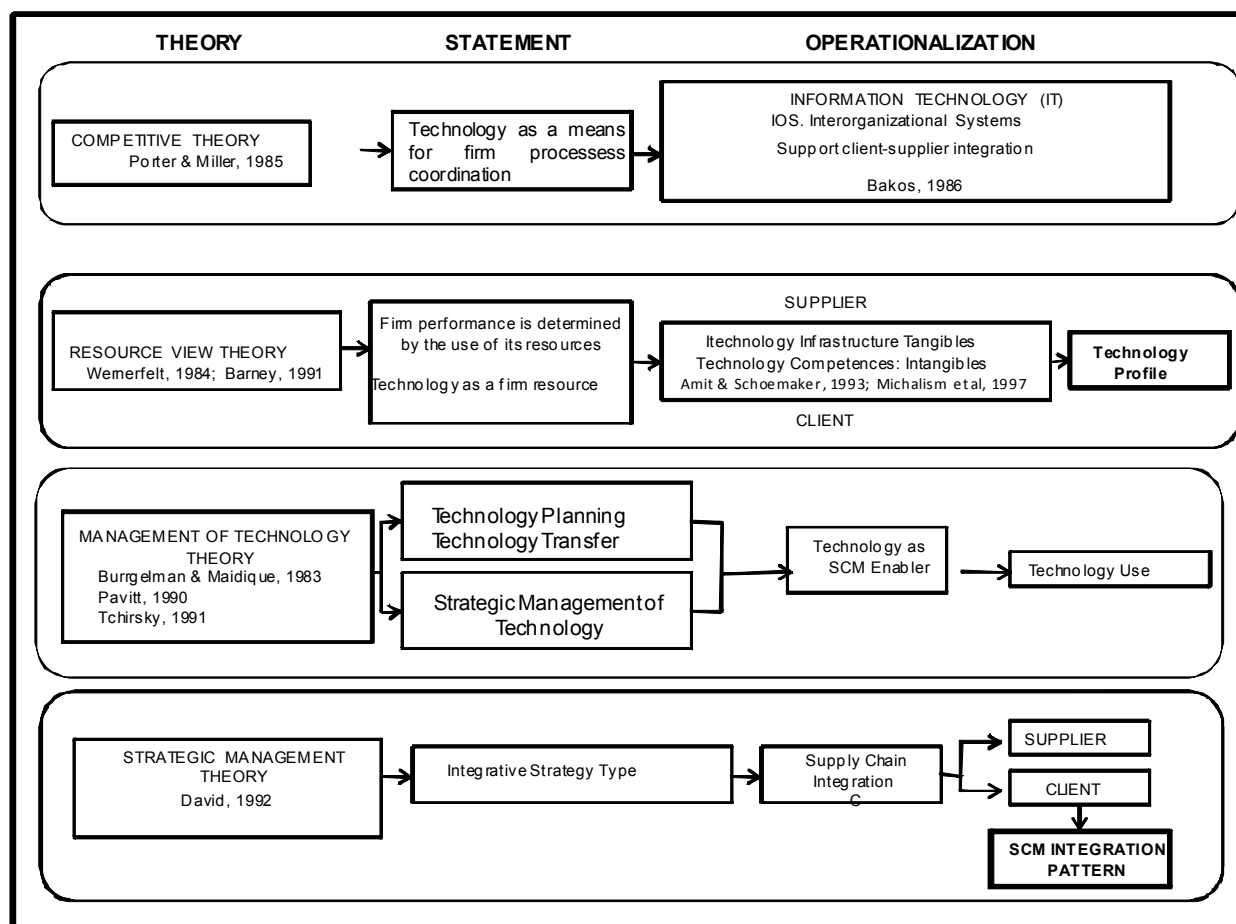 THEORY STATEMENT OPERATIONALIZATION
COMPETITIVE THEORY
Porter & Miller, 1985
Technology as a means
for firm processess
coordination
INFORMATION TECHNOLOGY (IT)
IOS. Interorganizational Systems
Support client-supplier integration
Bakos, 1986
RESOURCE VIEW THEORY
Wernerfelt, 1984; Barney, 1991
Firm performance is determined
by the use of its resources
Technology as a firm resource
SUPPLIER
Itechnology Infrastructure Tangibles
Technology Competences: Intangibles
Amit & Schoemaker, 1993; Michalism et al, 1997
CLIENT
Technology
Profile
MANAGEMENT OF TECHNOLOGY
THEORY
Burrgelman & Maidique, 1983
Pavitt, 1990
Tchirsky, 1991
Technology Planning
Technology Transfer
Strategic Management of
Technology
Technology as
SCM Enabler
Technology Use
STRATEGIC MANAGEMENT
THEORY
David, 1992
Integrative Strategy Type
Supply Chain
Integration
C
SUPPLIER
CLIENT
SCM INTEGRATION
PATTERN